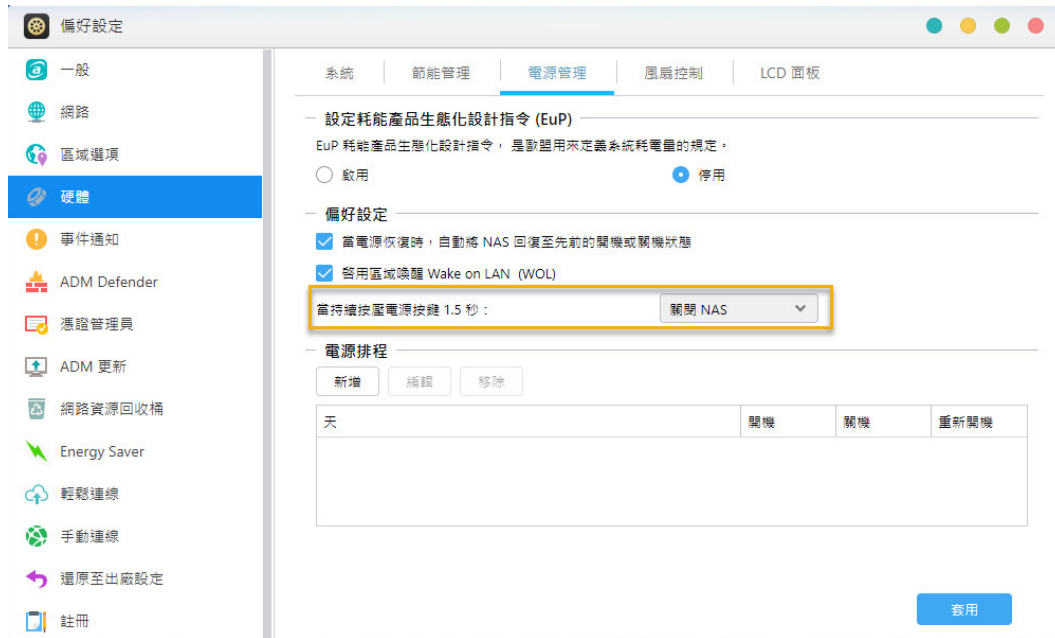 偏好設定
一般
網路
區域選項
硬體
事件通知
ADM Defender
憑證管理員
ADM 更新
網路資源回收桶
Energy Saver
輕鬆連線
手動連線
還原至出廠設定
註冊
系統 節能管理 電源管理 風扇控制 LCD 面板
設定耗能產品生態化設計指令 (EuP)
EuP 耗能產品生態化設計指令， 是歐盟用來定義系統耗電量的規定。
啟用 停用
偏好設定
當電源恢復時，自動將 NAS 回復至先前的開機或關機狀態
啓用區域喚醒 Wake on LAN (WOL)
當持續按壓電源按鍵 1.5 秒： 關閉 NAS
電源排程
新增 編輯 移除
天 開機 關機 重新開機
套用